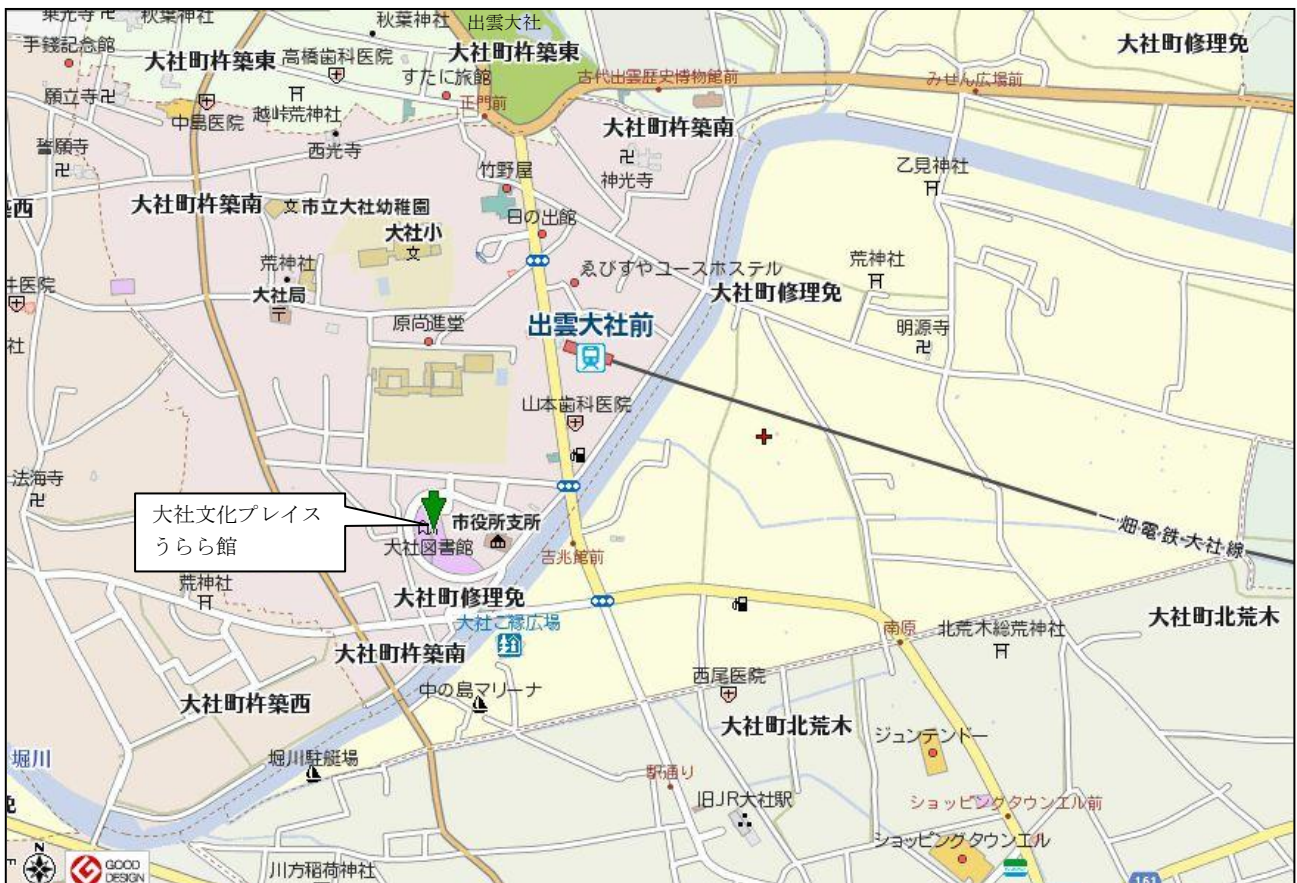 乗光寺
秋葉神社
秋葉神社
出雲大社
手錢記念館
大社町杵築東
高橋歯科医院
大社町杵築東
大社町修理免
すたに旅館
古代出雲歴史博物館前
みせん広場前
願立寺
中島医院
越峠荒神社
正門前
大社町杵築南
誓願寺
西光寺
竹野屋
神光寺
乙見神社
築西
大社町杵築南
文市立大社幼稚園
日の出館
大社小
文
荒神社
ゑびすやユースホステル
荒神社
井医院
大社局
大社町修理免
原尚進堂
出雲大社前
明源寺
社
山本歯科医院
法海寺
大社文化プレイス
うらら館
市役所支所
大社図書館
吉兆館前
畑電鉄大社線
荒神社
大社町修理免
大社ご縁広場
大社町北荒木
南原
北荒木総荒神社
大社町杵築南
西尾医院
大社町杵築西
中の島マリーナ
大社町北荒木
ジュンテンドー
堀川
堀川駐艇場
駅通り
旧JR大社駅
ショッピングタウンエル前
免
ショッピングタウンエル
N
GOOD
DESIGN
川方稲荷神社
161